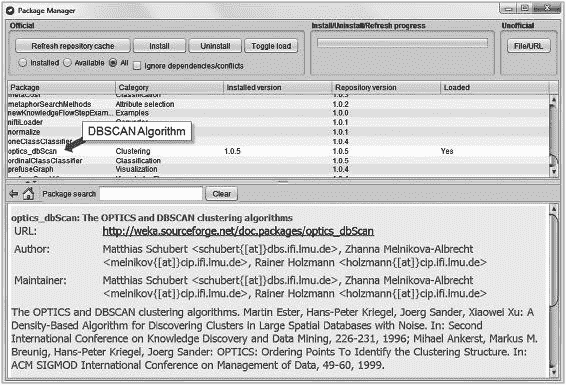 Package Manager
Official
Install/Uninstall/Refresh progress
Unofficial
Refresh repository cache Install Uninstall Toggle load File/URL
Installed Available All Ignore dependencies/conflicts
Package Category Installed version Repository version Loaded
metaCost Classification 1.0.3
metaphorSearchMethods Attribute selection 1.0.2
newKnowledgeFlowStepExam... Examples 1.0.0
niftiLoader 1.0.1
normalize 1.0.1
oneClassClassifier 1.0.4
DBSCAN Algorithm
optics_dbScan Clustering 1.0.5 1.0.5 Yes
ordinalClassClassifier Classification 1.0.5
prefuseGraph Visualization 1.0.4
Package search Clear
optics_dbScan: The OPTICS and DBSCAN clustering algorithms
URL: http://weka.sourceforge.net/doc.packages/optics_dbScan
Author: Matthias Schubert <schubert{[at]}dbs.ifi.lmu.de>, Zhanna Melnikova-Albrecht
<melnikov{[at]}cip.ifi.lmu.de>, Rainer Holzmann <holzmann{[at]}cip.ifi.lmu.de>
Maintainer: Matthias Schubert <schubert{[at]}dbs.ifi.lmu.de>, Zhanna Melnikova-Albrecht
<melnikov{[at]}cip.ifi.lmu.de>, Rainer Holzmann <holzmann{[at]}cip.ifi.lmu.de>
The OPTICS and DBSCAN clustering algorithms. Martin Ester, Hans-Peter Kriegel, Joerg Sander, Xiaowei Xu: A
Density-Based Algorithm for Discovering Clusters in Large Spatial Databases with Noise. In: Second
International Conference on Knowledge Discovery and Data Mining, 226-231, 1996; Mihael Ankerst, Markus M.
Breunig, Hans-Peter Kriegel, Joerg Sander: OPTICS: Ordering Points To Identify the Clustering Structure. In:
ACM SIGMOD International Conference on Management of Data, 49-60, 1999.